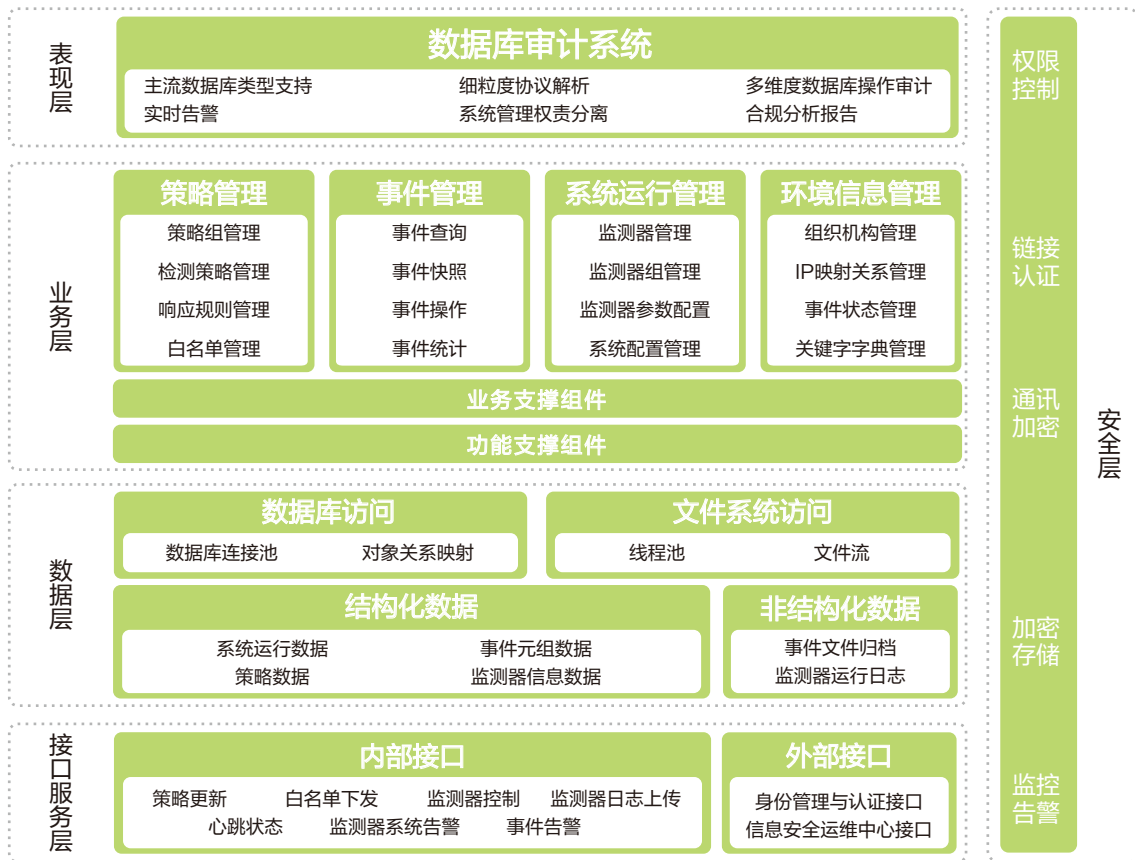 表现层
数据库审计系统
主流数据库类型支持 细粒度协议解析 多维度数据库操作审计
实时告警 系统管理权责分离 合规分析报告
业务层
策略管理 事件管理 系统运行管理 环境信息管理
策略组管理 事件查询 监测器管理 组织机构管理
检测策略管理 事件快照 监测器组管理 IP映射关系管理
响应规则管理 事件操作 监测器参数配置 事件状态管理
白名单管理 事件统计 系统配置管理 关键字字典管理
业务支撑组件
功能支撑组件
数据层
数据库访问 文件系统访问
数据库连接池 对象关系映射 线程池 文件流
结构化数据 非结构化数据
系统运行数据 事件元组数据 事件文件归档
策略数据 监测器信息数据 监测器运行日志
接口服务层
内部接口 外部接口
策略更新 白名单下发 监测器控制 监测器日志上传 身份管理与认证接口
心跳状态 监测器系统告警 事件告警 信息安全运维中心接口
权限
控制
链接
认证
通讯
加密
加密
存储
监控
告警
安全层